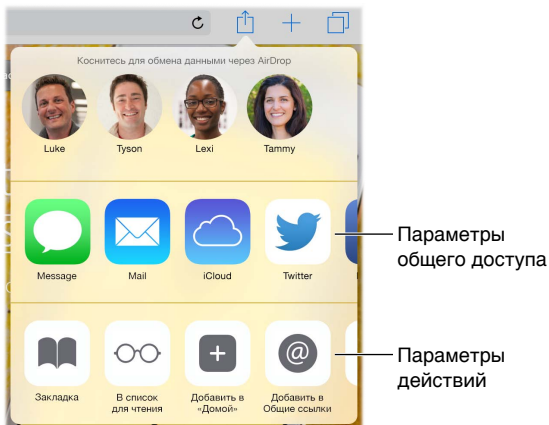 Коснитесь для обмена данными через AirDrop
Luke Tyson Lexi Tammy
Message Mail iCloud Twitter
Параметры
общего доступа
Закладка В список Добавить в Добавить в
для чтения «Домой» Общие ссылки
@
Параметры
действий